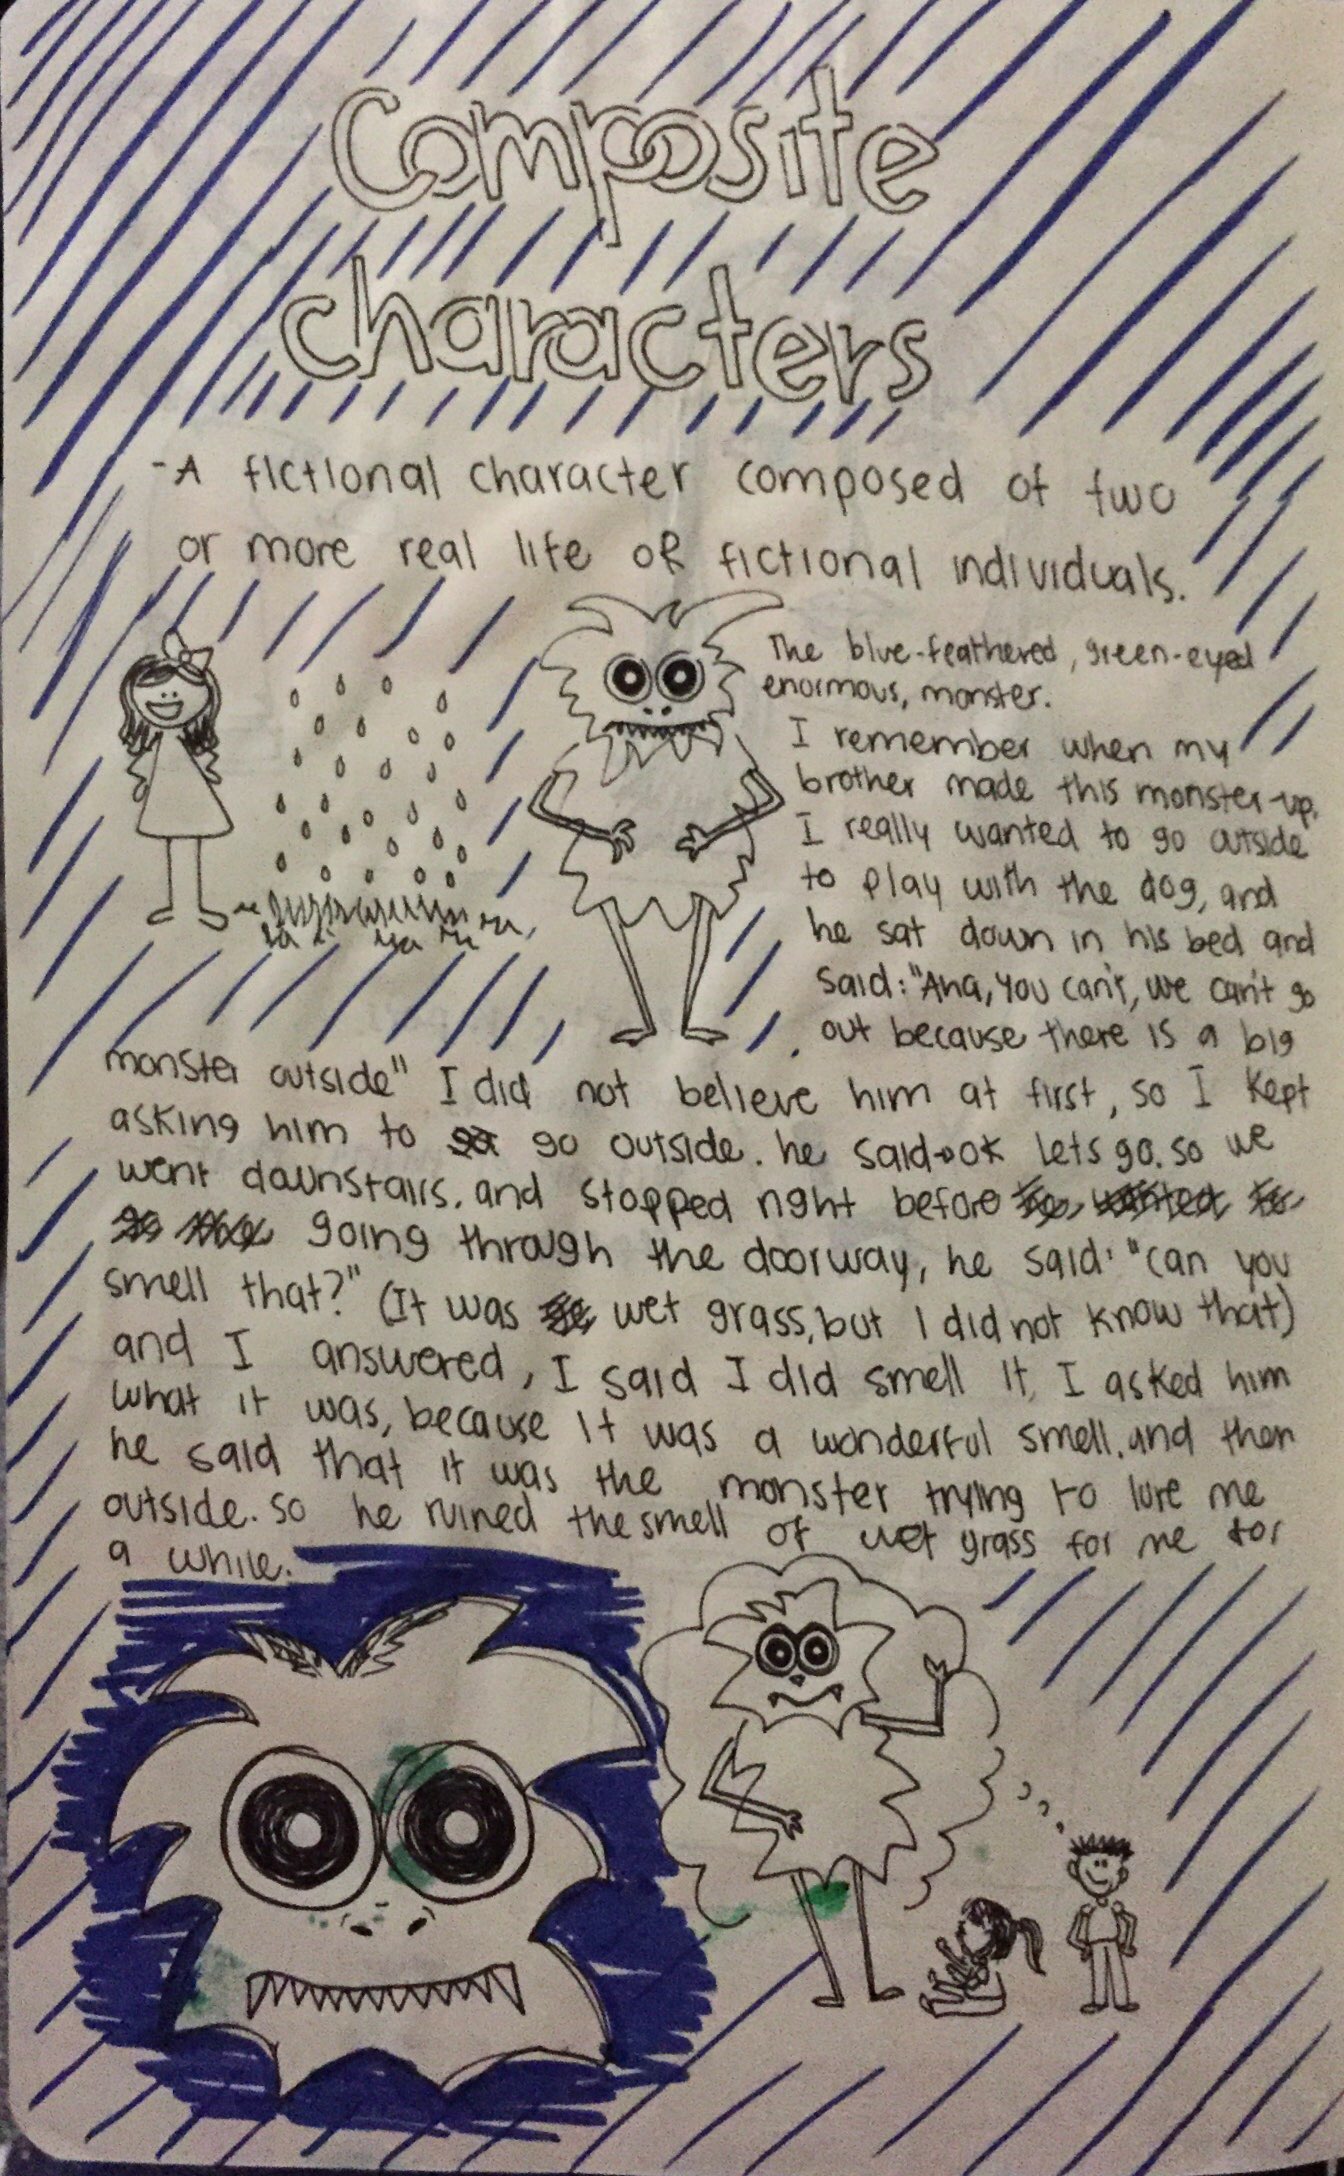 Composite
characters
-A fictional character composed of two
or more real life or fictional individuals.
The blue-feathered, green-eyed
enormous, monster.
I remember when my
brother made this monster-up.
I really wanted to go outside
to play with the dog, and
he sat down in his bed and
said: "Aha, you can't, we can't go
out because there is a big
monster outside" I did not believe him at first, so I kept
asking him to go outside. he said→ok lets go. so we
went downstairs. and stopped right before
going through the doorway, he said: "can you
smell that?" (It was wet grass, but I did not know that)
and I answered, I said I did smell it, I asked him
what it was, because it was a wonderful smell. and then
he said that it was the monster trying to lure me
outside. so he ruined the smell of wet grass for me for
a while.